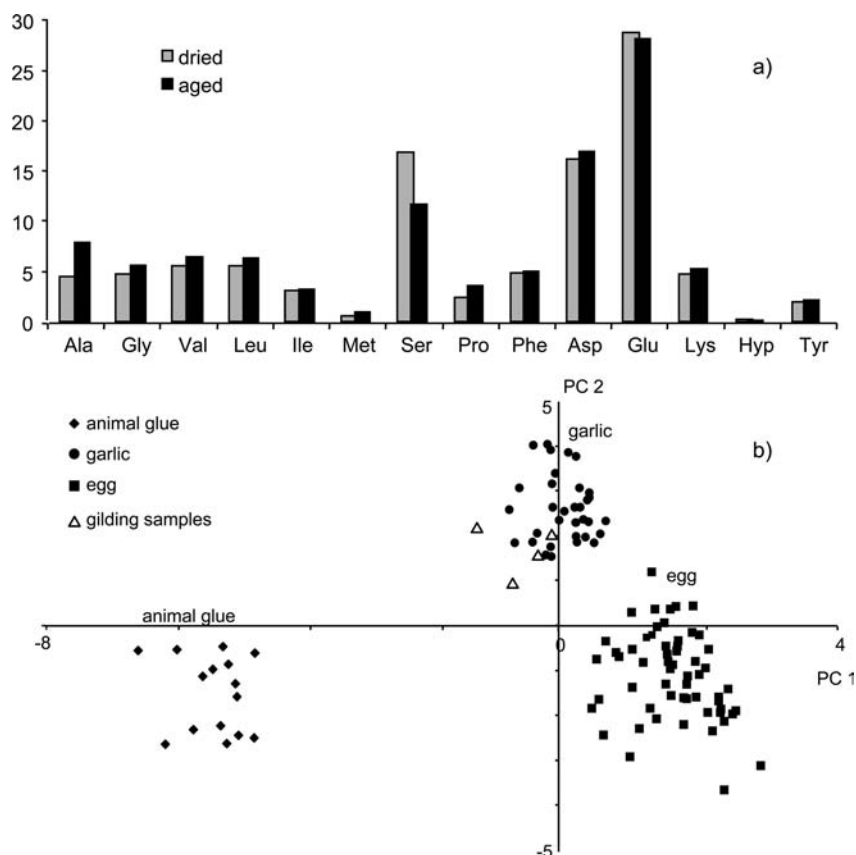 30
dried
aged
a)
25
20
15
10
5
0
Ala Gly Val Leu Ile Met Ser Pro Phe Asp Glu Lys Hyp Tyr
PC 2
5
animal glue
garlic
b)
garlic
egg
gilding samples
egg
animal glue
-8
0
4
PC 1
-5